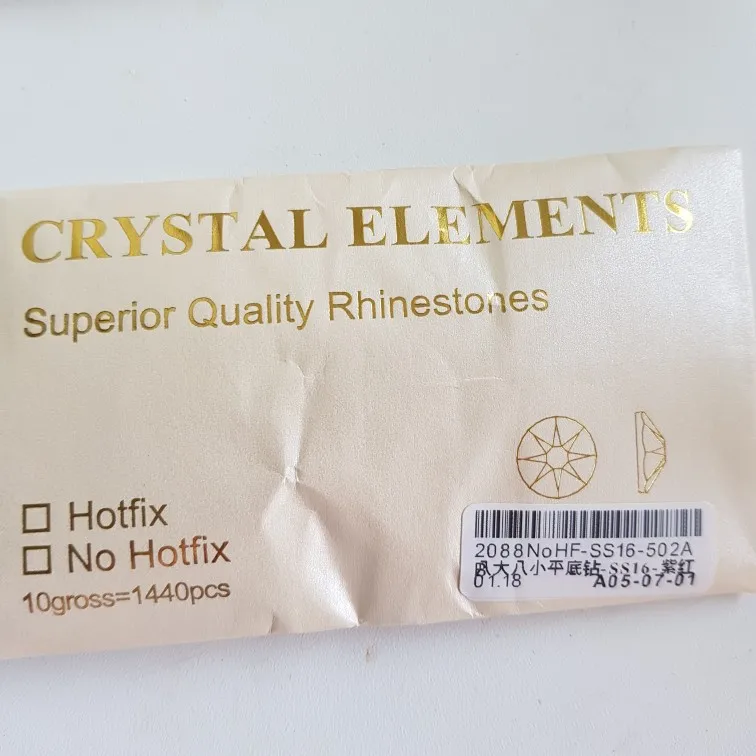 CRYSTAL ELEMENTS
Superior Quality Rhinestones
Hotfix
No Hotfix
10gross=1440pcs
2088NoHF-SS16-502A
大八小平底钻-SS16-紫红
01.18 A05-07-01